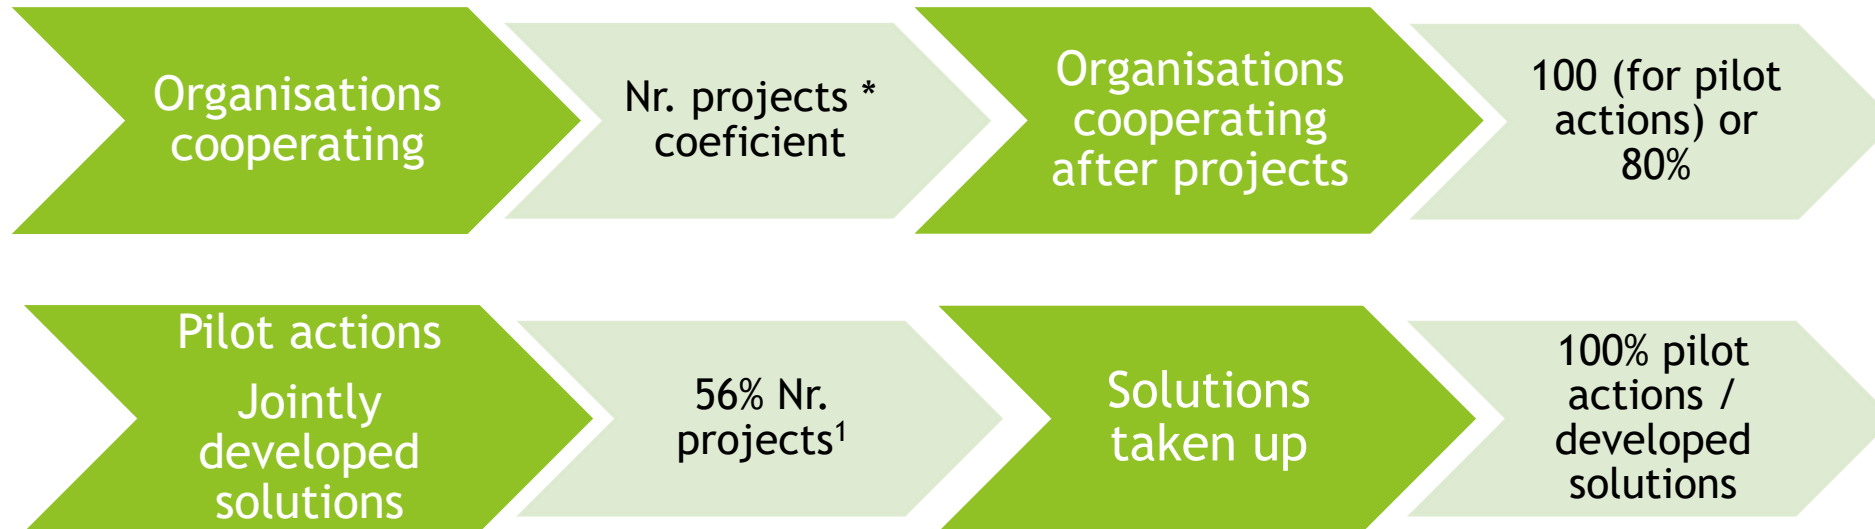 Organisations
cooperating
Nr. projects *
coeficient
Organisations
cooperating
after projects
100 (for pilot
actions) or
80%
Pilot actions
Jointly
developed
solutions
56% Nr.
projects¹
Solutions
taken up
100% pilot
actions /
developed
solutions